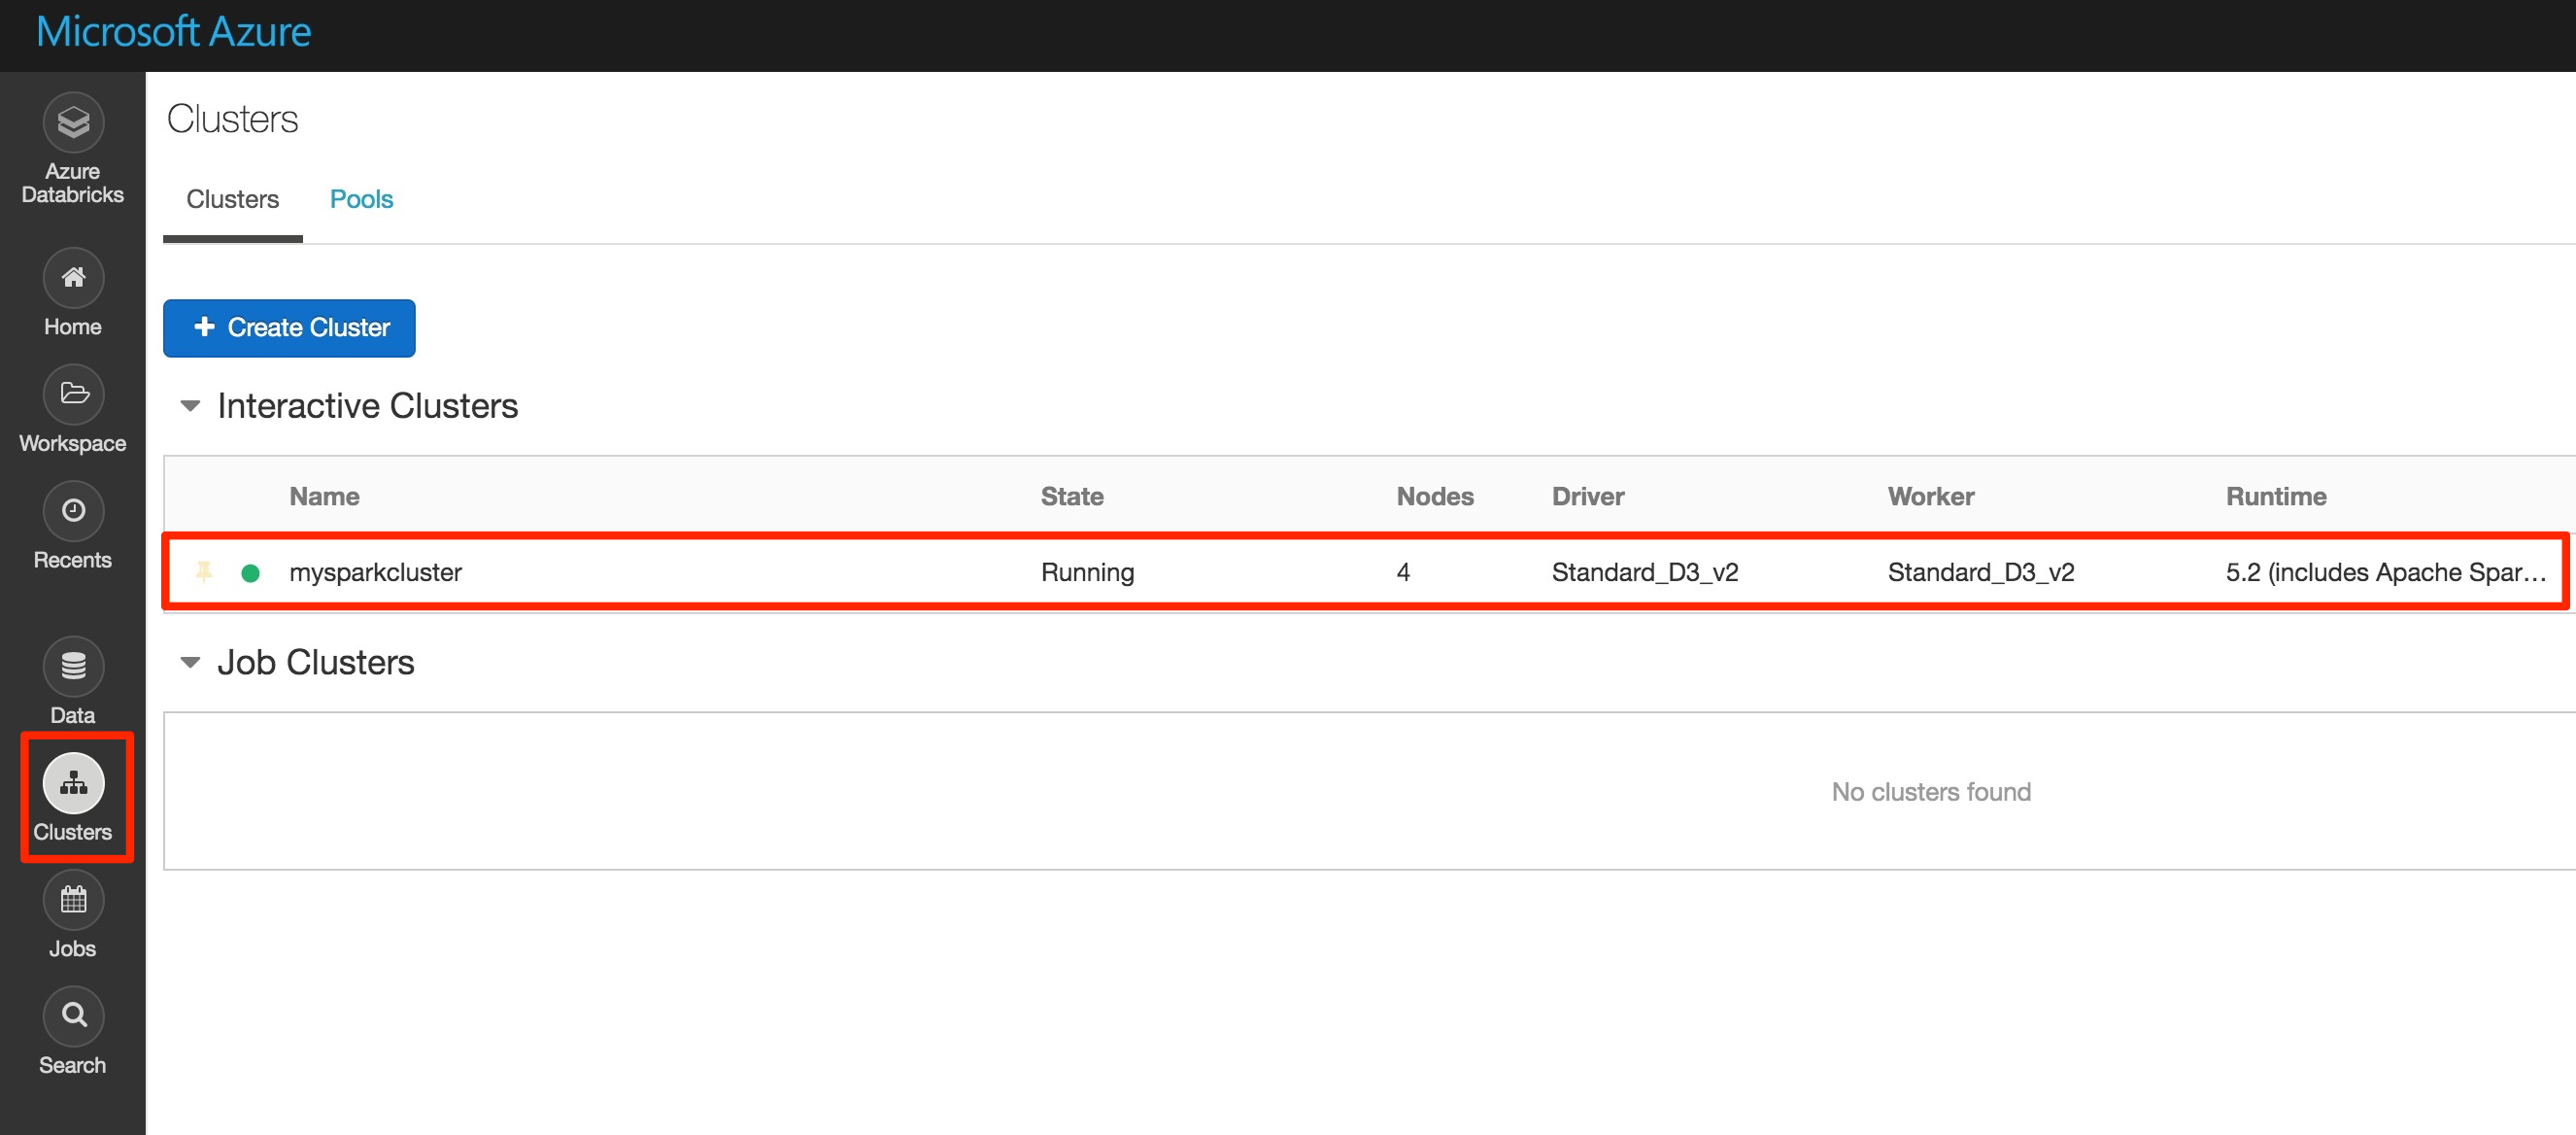 Microsoft Azure
Azure
Databricks
Home
Workspace
Recents
Data
Clusters
Jobs
Search
Clusters
Clusters Pools
+ Create Cluster
Interactive Clusters
Name State Nodes Driver Worker Runtime
mysparkcluster Running 4 Standard_D3_v2 Standard_D3_v2 5.2 (includes Apache Spar...
Job Clusters
No clusters found